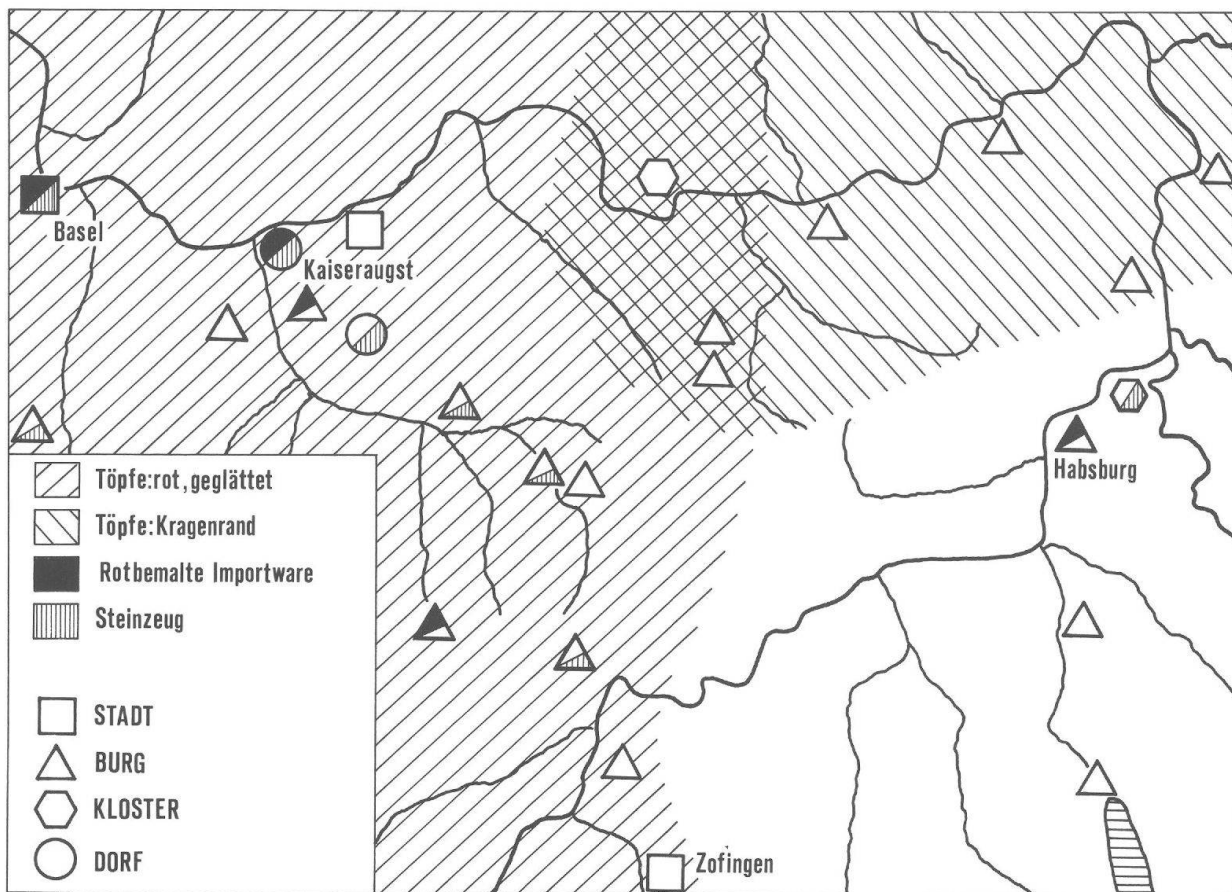 Basel
Kaiseraugst
Habsburg
Töpfe:rot,geglättet
Töpfe:Kragenrand
Rotbemalte Importware
Steinzeug
STADT
BURG
KLOSTER
DORF
Zofingen